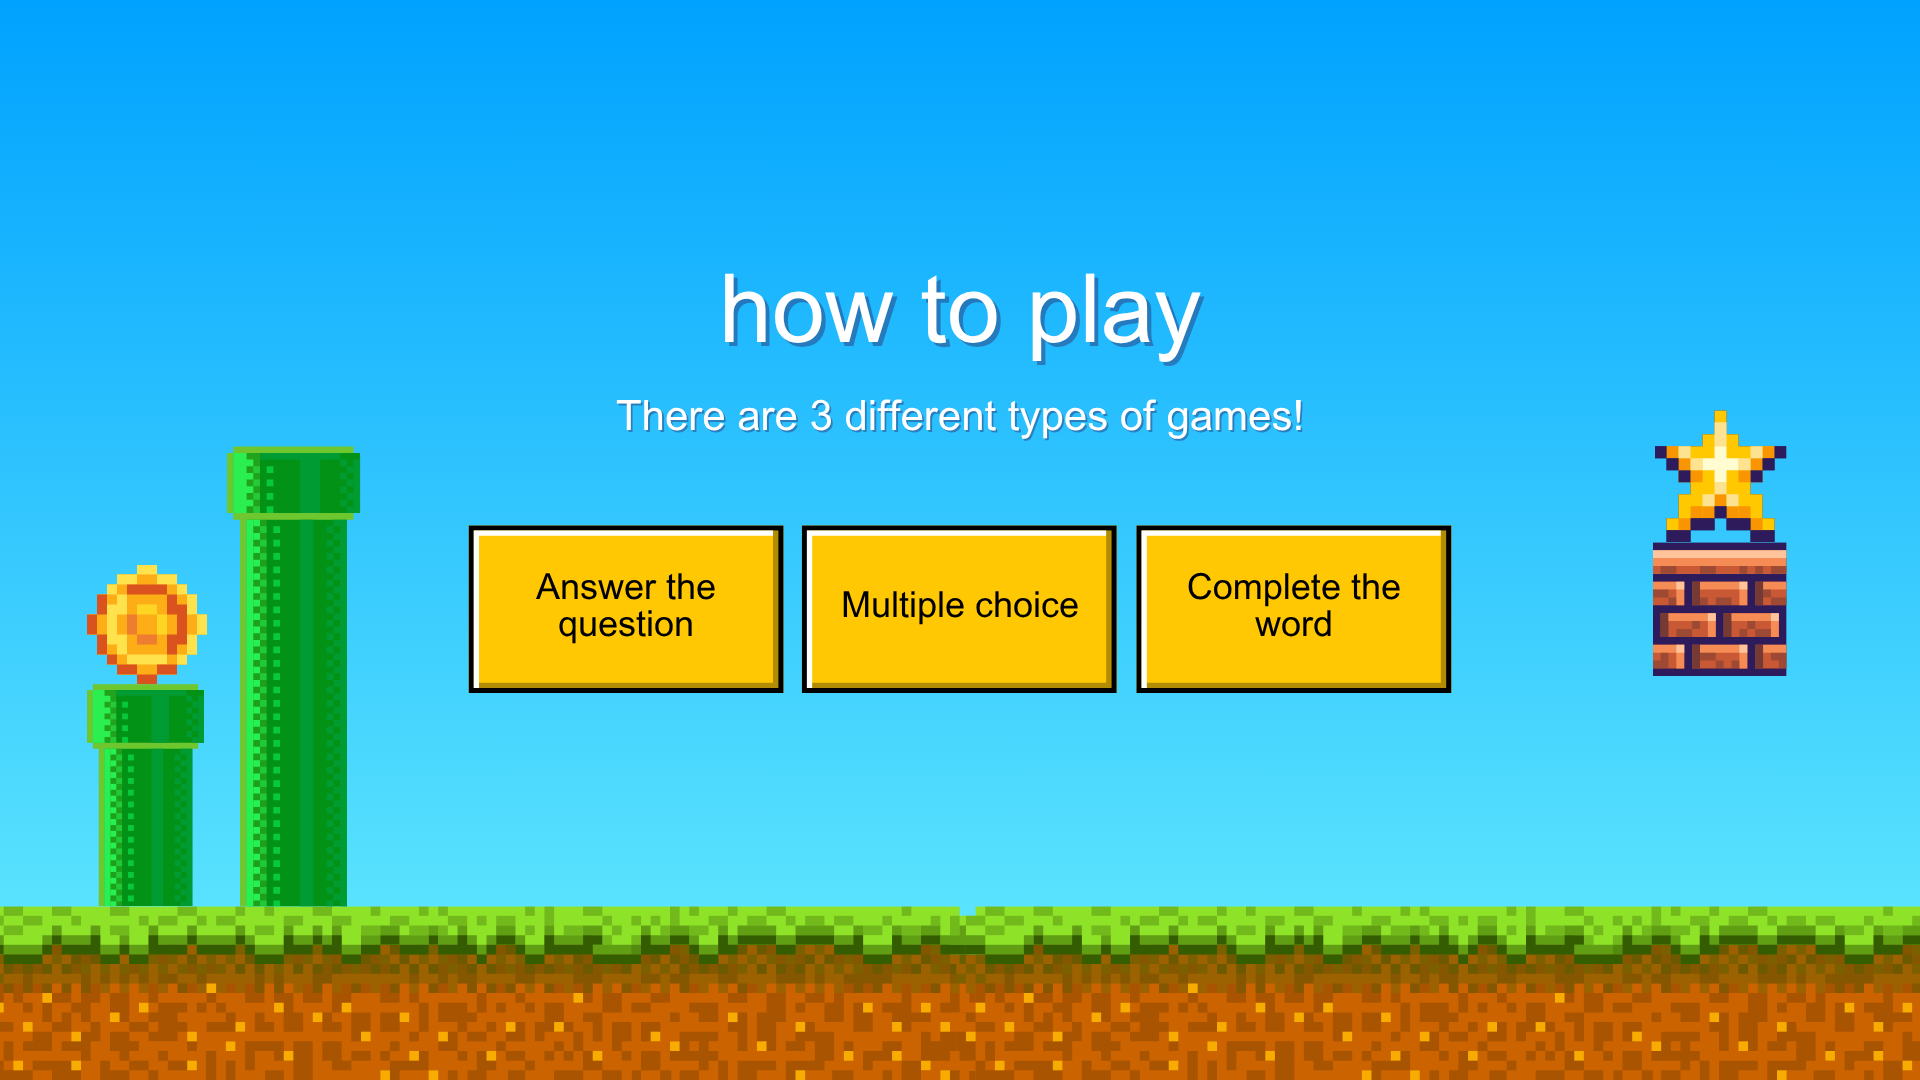 how to play
There are 3 different types of games!
Answer the
question
Multiple choice
Complete the
word